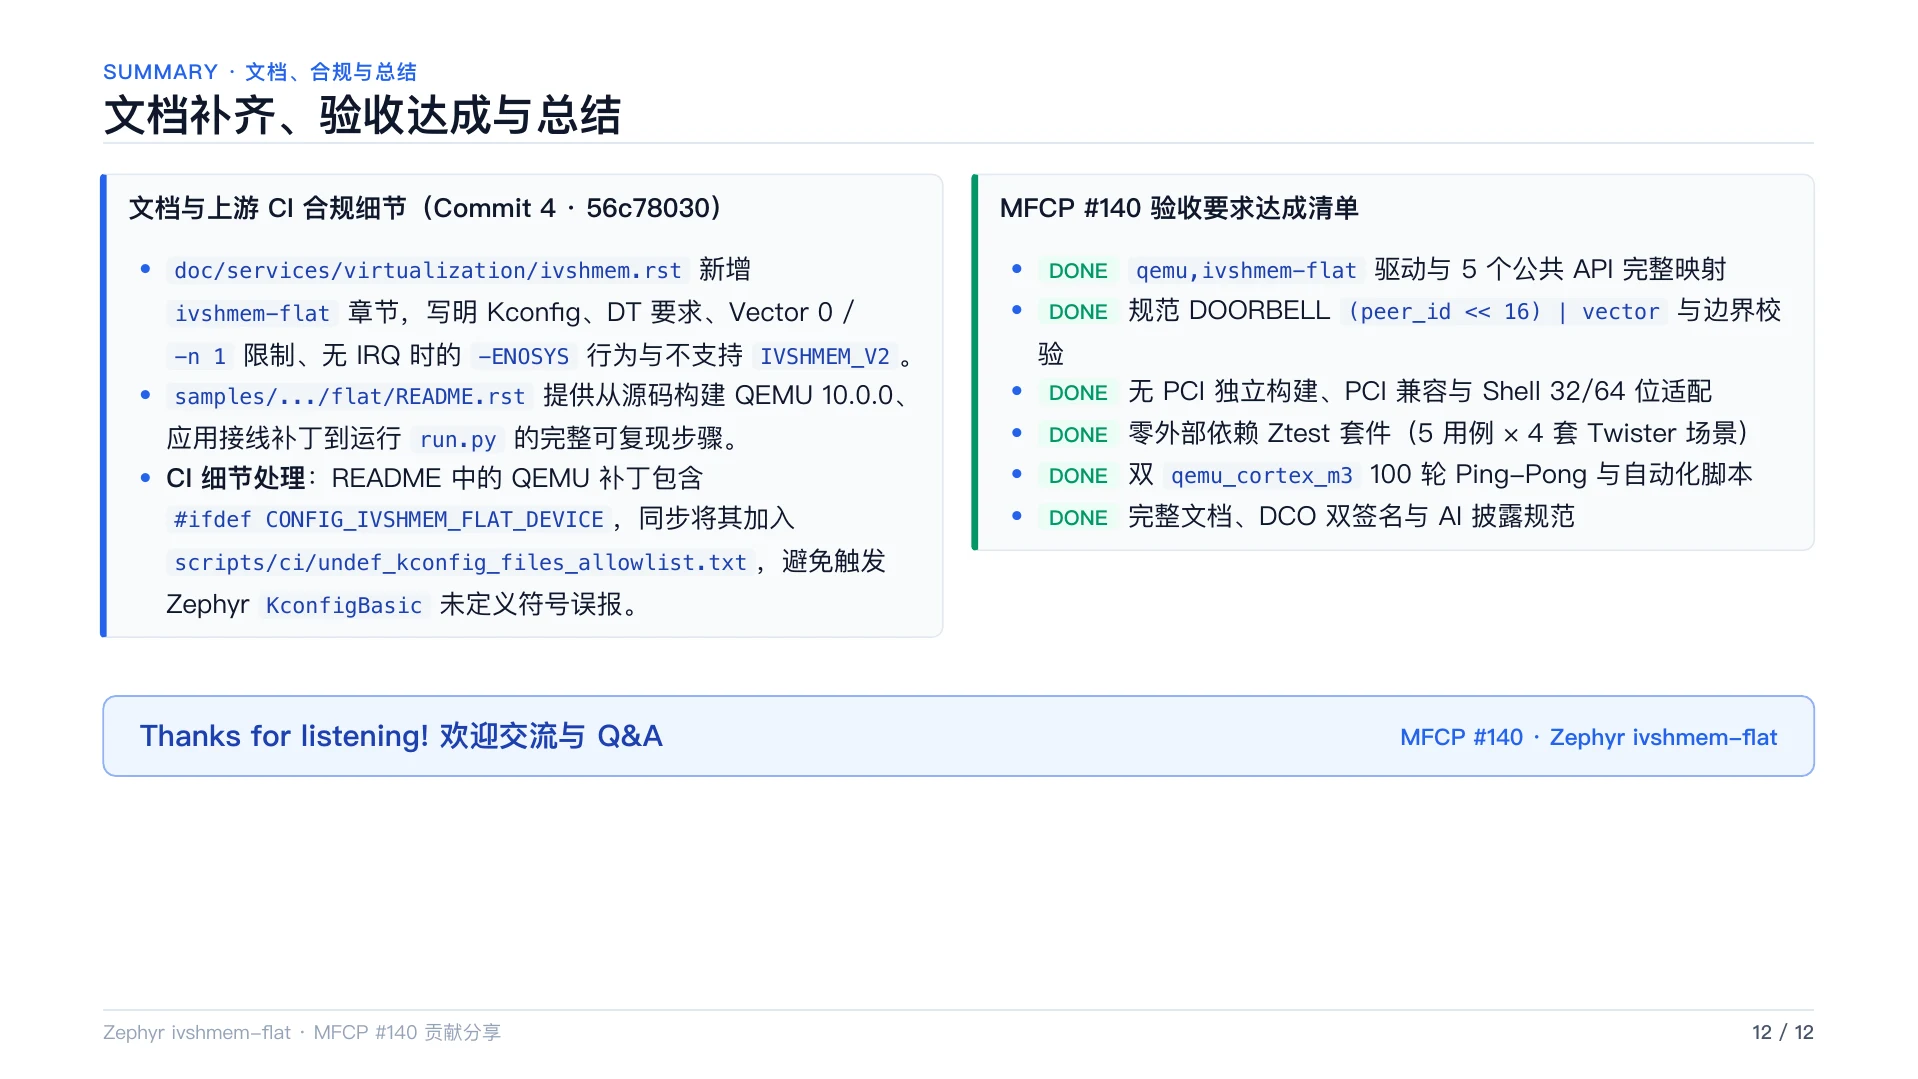 SUMMARY · 文档、合规与总结
文档补齐、验收达成与总结
文档与上游 CI 合规细节（Commit 4 · 56c78030）
• doc/services/virtualization/ivshmem.rst 新增
ivshmem-flat 章节，写明 Kconfig、DT 要求、Vector 0 /
-n 1 限制、无 IRQ 时的 -ENOSYS 行为与不支持 IVSHMEM_V2 。
• samples/.../flat/README.rst 提供从源码构建 QEMU 10.0.0、
应用接线补丁到运行 run.py 的完整可复现步骤。
• CI 细节处理：README 中的 QEMU 补丁包含
#ifdef CONFIG_IVSHMEM_FLAT_DEVICE ，同步将其加入
scripts/ci/undef_kconfig_files_allowlist.txt ，避免触发
Zephyr KconfigBasic 未定义符号误报。
MFCP #140 验收要求达成清单
• DONE qemu,ivshmem-flat 驱动与 5 个公共 API 完整映射
• DONE 规范 DOORBELL (peer_id << 16) | vector 与边界校
验
• DONE 无 PCI 独立构建、PCI 兼容与 Shell 32/64 位适配
• DONE 零外部依赖 Ztest 套件（5 用例 × 4 套 Twister 场景）
• DONE 双 qemu_cortex_m3 100 轮 Ping-Pong 与自动化脚本
• DONE 完整文档、DCO 双签名与 AI 披露规范
Thanks for listening! 欢迎交流与 Q&A
MFCP #140 · Zephyr ivshmem-flat
Zephyr ivshmem-flat · MFCP #140 贡献分享
12 / 12